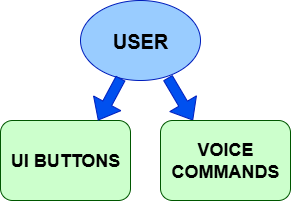 USER
UI BUTTONS
VOICE
COMMANDS